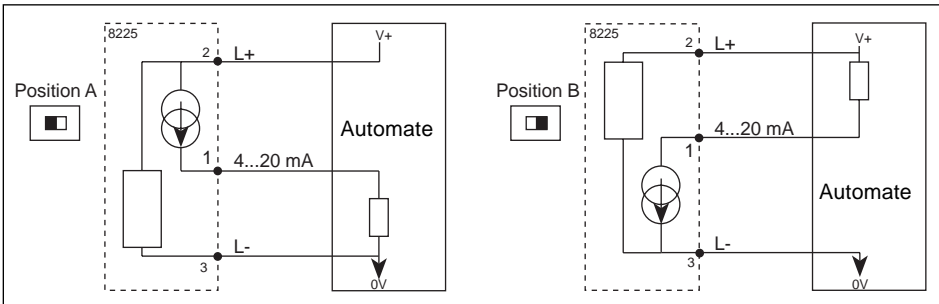 8225
V+
2
L+
Position A
Automate
1
4...20 mA
L-
3
0V
8225
V+
2
L+
Position B
4...20 mA
1
Automate
L-
3
0V